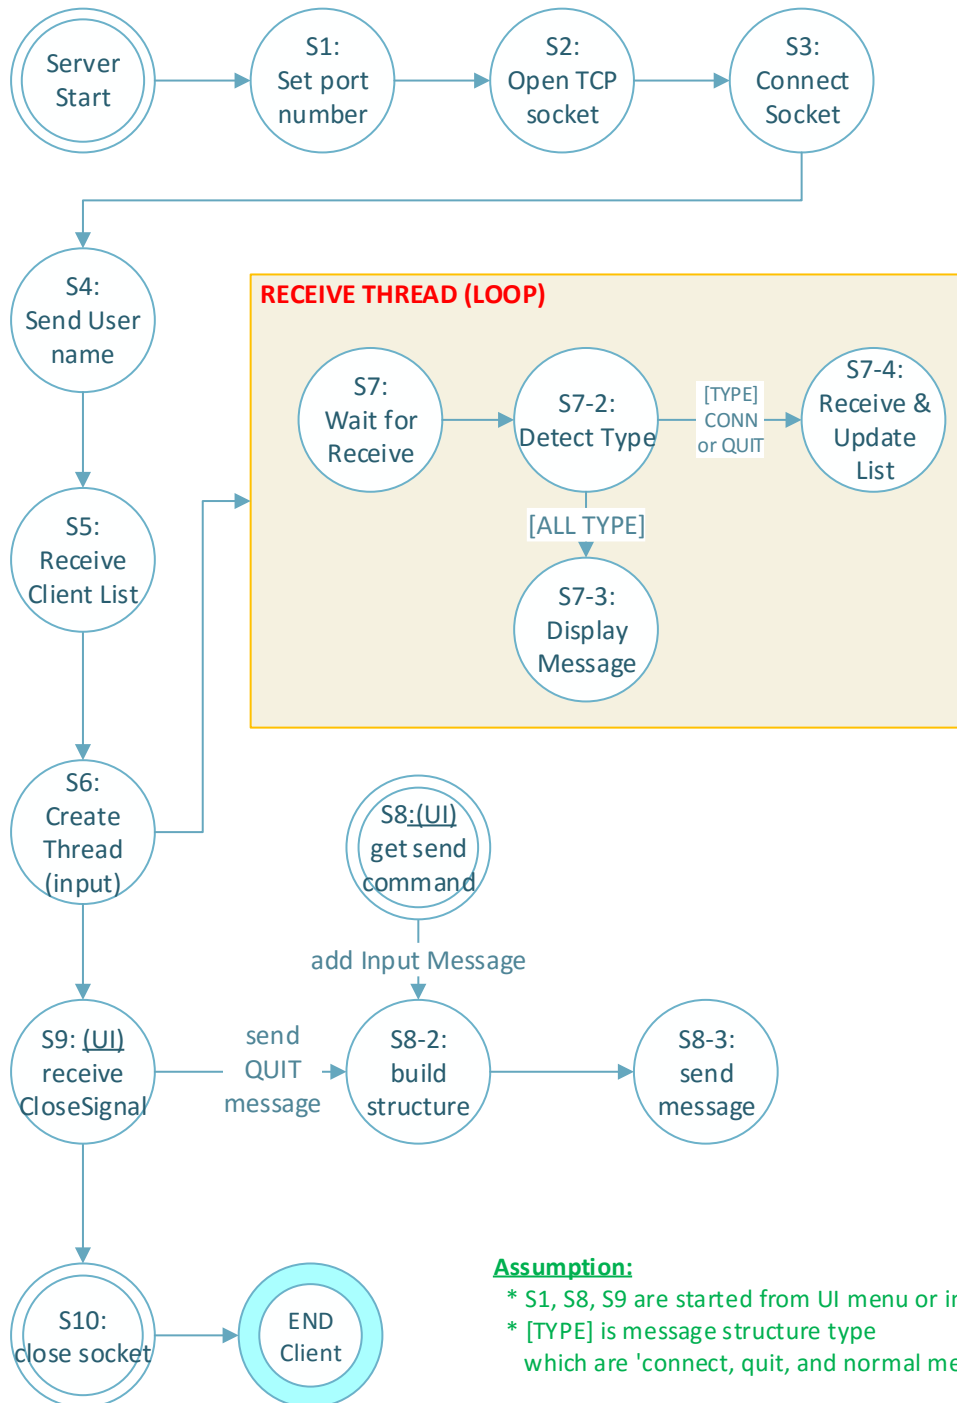 Server
Start
S1:
Set port
number
S2:
Open TCP
socket
S3:
Connect
Socket
S4:
Send User
name
RECEIVE THREAD (LOOP)
S7:
Wait for
Receive
S7-2:
Detect Type
[TYPE]
CONN
or QUIT
S7-4:
Receive &
Update
List
[ALL TYPE]
S7-3:
Display
Message
S5:
Receive
Client List
S6:
Create
Thread
(input)
S8:(UI)
get send
command
add Input Message
S9: (UI)
receive
CloseSignal
send
QUIT
message
S8-2:
build
structure
S8-3:
send
message
S10:
close socket
END
Client
Assumption:
* S1, S8, S9 are started from UI menu or
* [TYPE] is message structure type
which are 'connect, quit, and normal